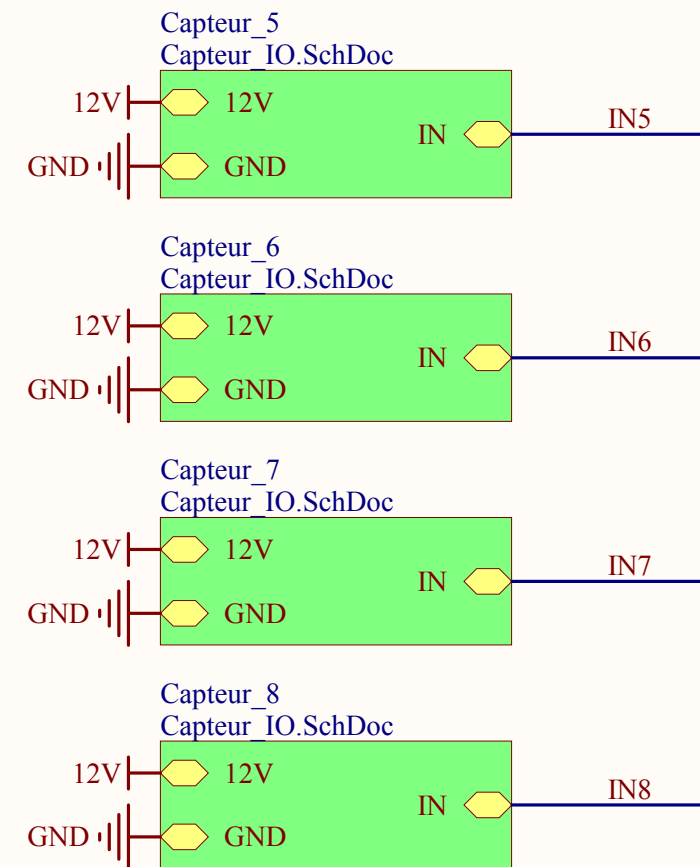 Capteur_5
Capteur_IO.SchDoc
12V 12V
IN IN5
GND GND
Capteur_6
Capteur_IO.SchDoc
12V 12V
IN IN6
GND GND
Capteur_7
Capteur_IO.SchDoc
12V 12V
IN IN7
GND GND
Capteur_8
Capteur_IO.SchDoc
12V 12V
IN IN8
GND GND